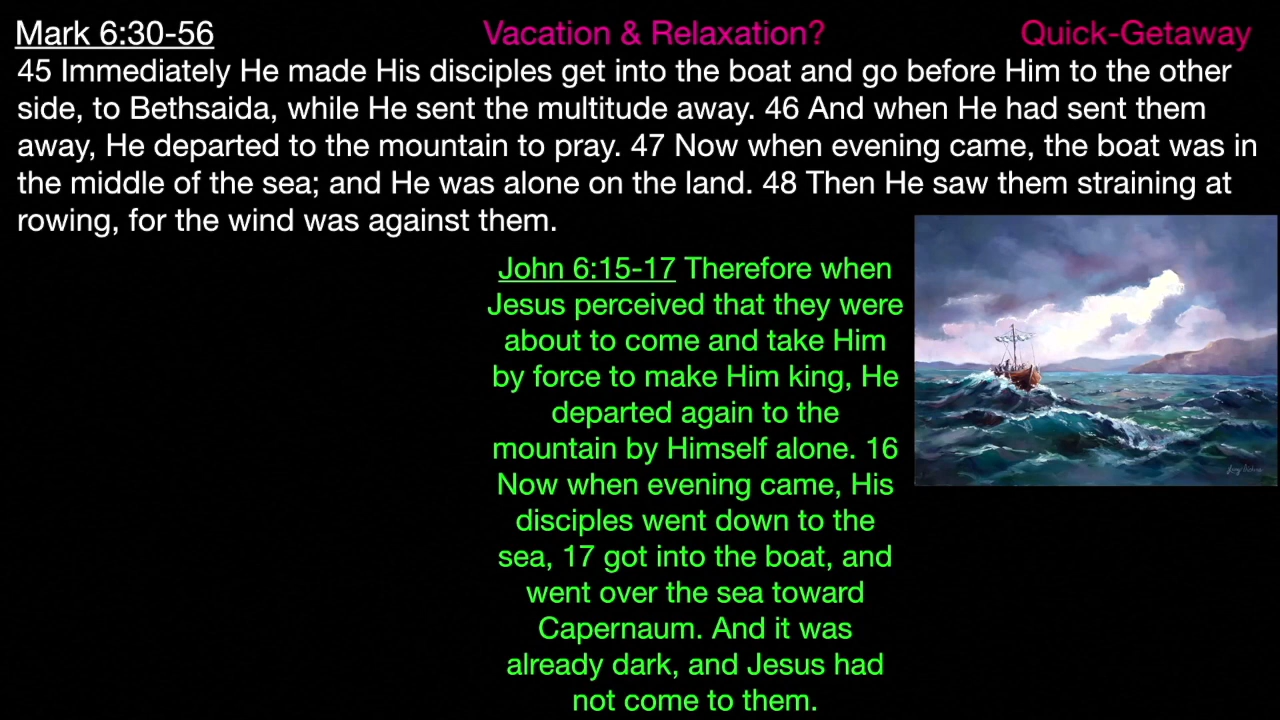 Mark 6:30-56 Vacation & Relaxation? Quick-Getaway
45 Immediately He made His disciples get into the boat and go before Him to the other
side, to Bethsaida, while He sent the multitude away. 46 And when He had sent them
away, He departed to the mountain to pray. 47 Now when evening came, the boat was in
the middle of the sea; and He was alone on the land. 48 Then He saw them straining at
rowing, for the wind was against them.
John 6:15-17 Therefore when
Jesus perceived that they were
about to come and take Him
by force to make Him king, He
departed again to the
mountain by Himself alone. 16
Now when evening came, His
disciples went down to the
sea, 17 got into the boat, and
went over the sea toward
Capernaum. And it was
already dark, and Jesus had
not come to them.